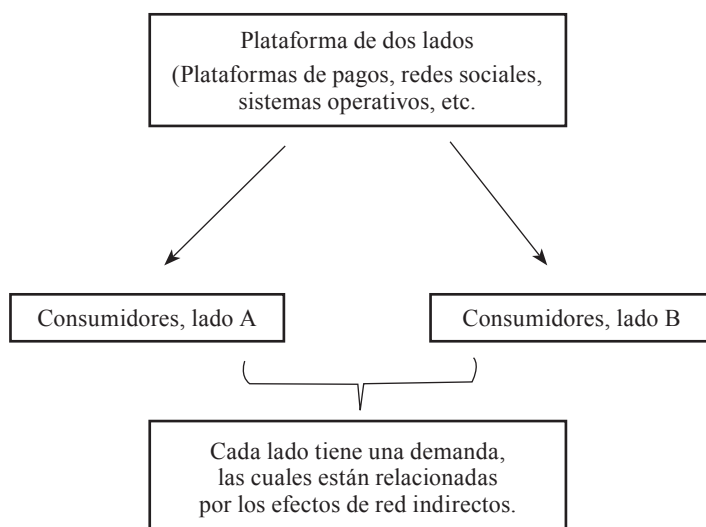 Plataforma de dos lados
(Plataformas de pagos, redes sociales,
sistemas operativos, etc.
Consumidores, lado A
Consumidores, lado B
Cada lado tiene una demanda,
las cuales están relacionadas
por los efectos de red indirectos.